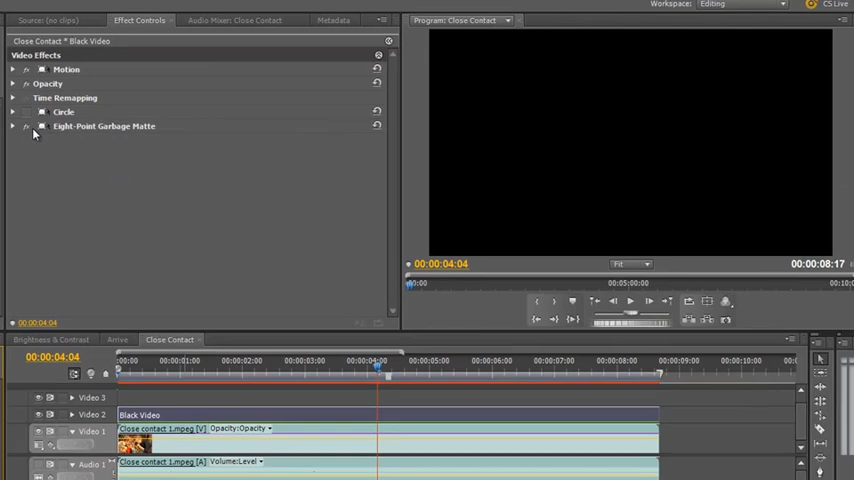 Workspace: Editing CS Live
Source: (no clips) Effect Controls Audio Mixer: Close Contact Metadata Program: Close Contact
Close Contact * Black Video
Video Effects
fx Motion
fx Opacity
Time Remapping
Circle
fx Eight-Point Garbage Matte
00:00:04:04 Fit 00:00:08:17
00:00 00:05:00:00 00:10:0
00:00:04:04
Brightness & Contrast Arrive Close Contact
00:00:04:04 :00:00 00:00:01:00 00:00:02:00 00:00:03:00 00:00:04:00 00:00:05:00 00:00:06:00 00:00:07:00 00:00:08:00 00:00:09:00 00:00:10:00
Video 3
Video 2 Black Video
Video 1 Close contact 1.mpeg [V] Opacity:Opacity
Audio 1 Close contact 1.mpeg [A] Volume:Level